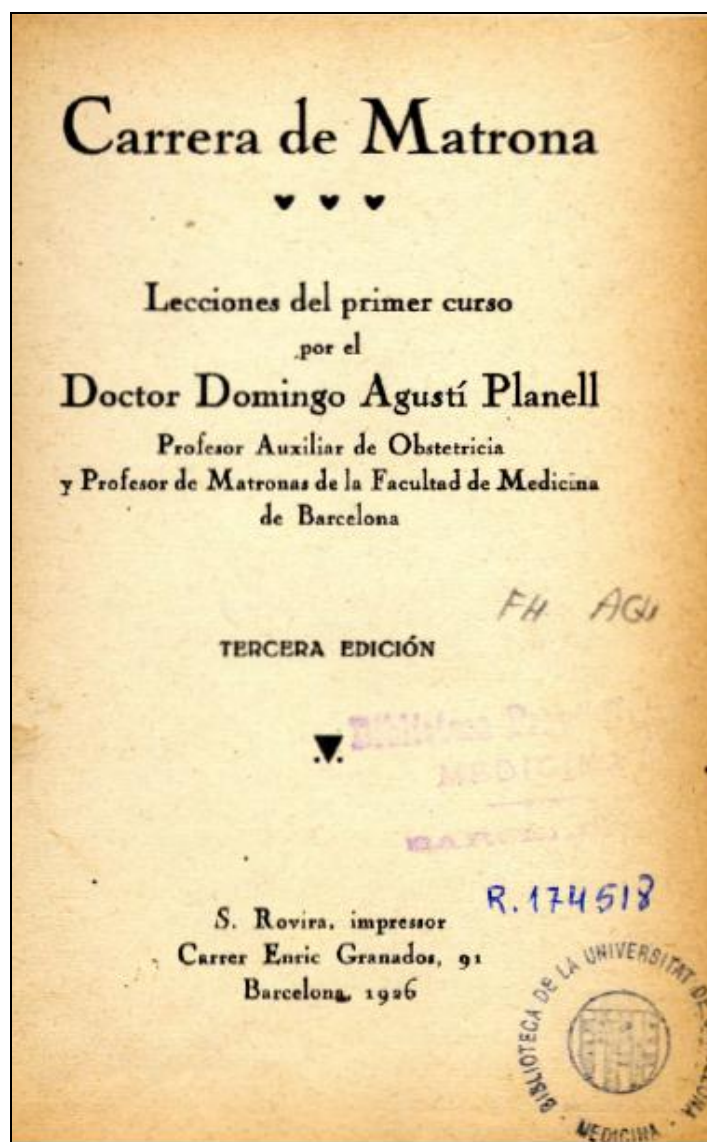 Carrera de Matrona
Lecciones del primer curso
por el
Doctor Domingo Agustí Planell
Profesor Auxiliar de Obstetricia
y Profesor de Matronas de la Facultad de Medicina
de Barcelona
FH AGU
TERCERA EDICIÓN
MEDICINA
R.174518
S. Rovira, impressor
Carrer Enric Granados, 91
Barcelona, 1926
BIBLIOTECA DE LA UNIVERSITAT DE
MEDICINA